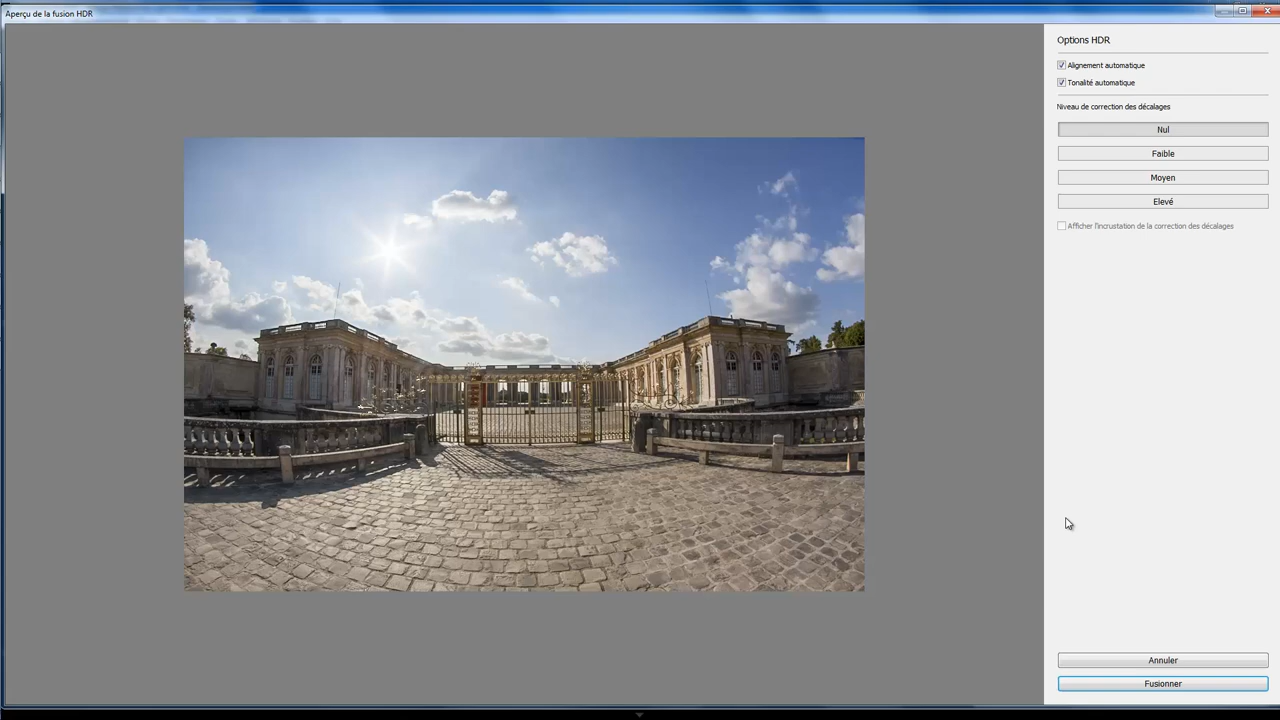 Aperçu de la fusion HDR
Options HDR
Alignement automatique
Tonalité automatique
Niveau de correction des décalages
Nul
Faible
Moyen
Elevé
Afficher l'incrustation de la correction des décalages
Annuler
Fusionner